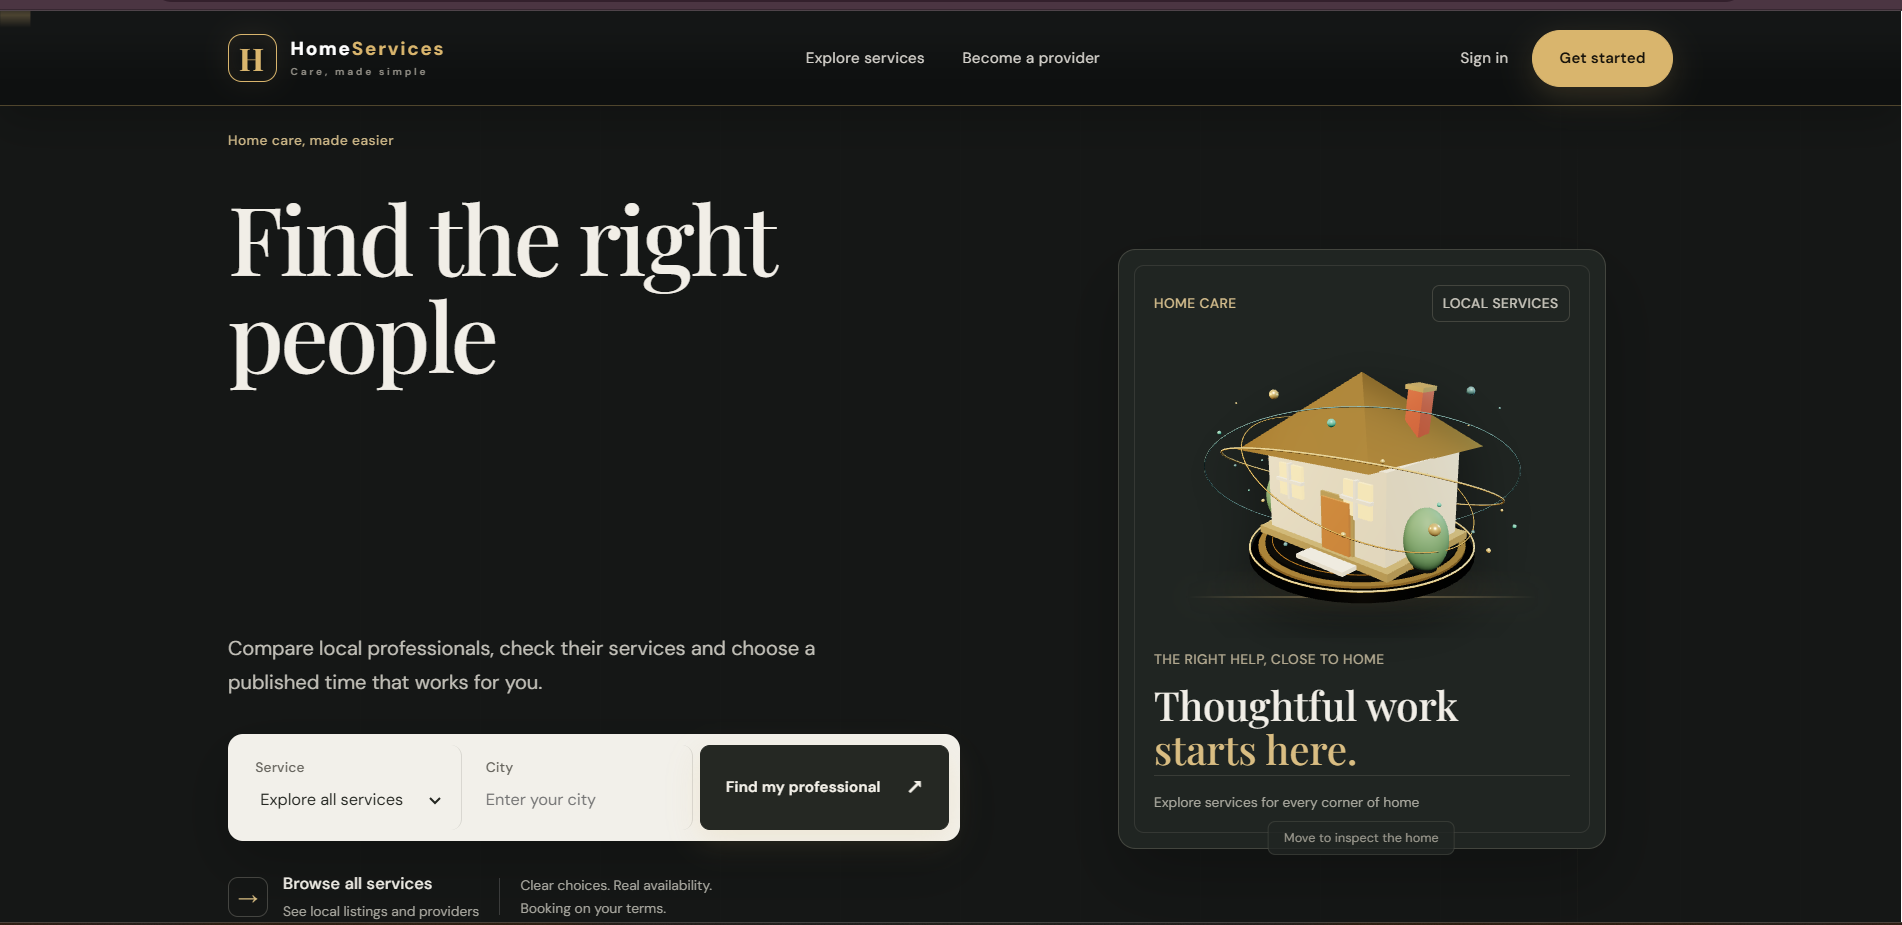 H
HomeServices
Care, made simple
Explore services
Become a provider
Sign in
Get started
Home care, made easier
Find the right
people
Compare local professionals, check their services and choose a
published time that works for you.
Service
Explore all services
City
Enter your city
Find my professional ↗
→
Browse all services
See local listings and providers
Clear choices. Real availability.
Booking on your terms.
HOME CARE
LOCAL SERVICES
THE RIGHT HELP, CLOSE TO HOME
Thoughtful work
starts here.
Explore services for every corner of home
Move to inspect the home